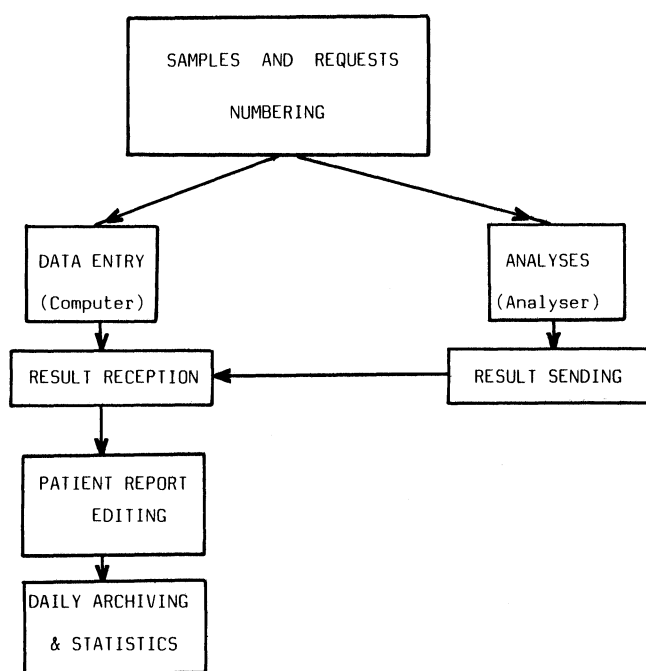 SAMPLES AND REQUESTS
NUMBERING
DATA ENTRY
(Computer)
ANALYSES
(Analyser)
RESULT RECEPTION
RESULT SENDING
PATIENT REPORT
EDITING
DAILY ARCHIVING
& STATISTICS